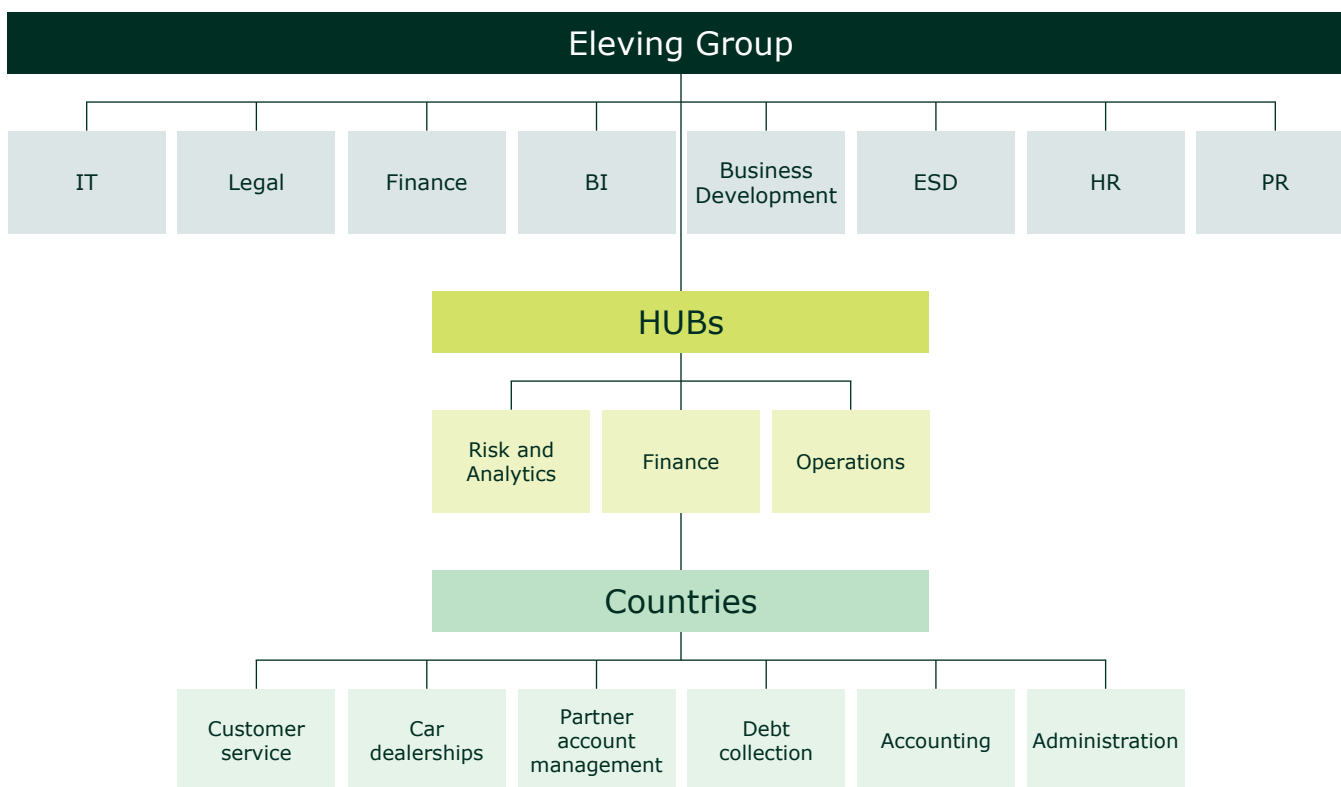 Eleving Group
IT
Legal
Finance
BI
Business
Development
ESD
HR
PR
HUBs
Risk and
Analytics
Finance
Operations
Countries
Customer
service
Car
dealerships
Partner
account
management
Debt
collection
Accounting
Administration